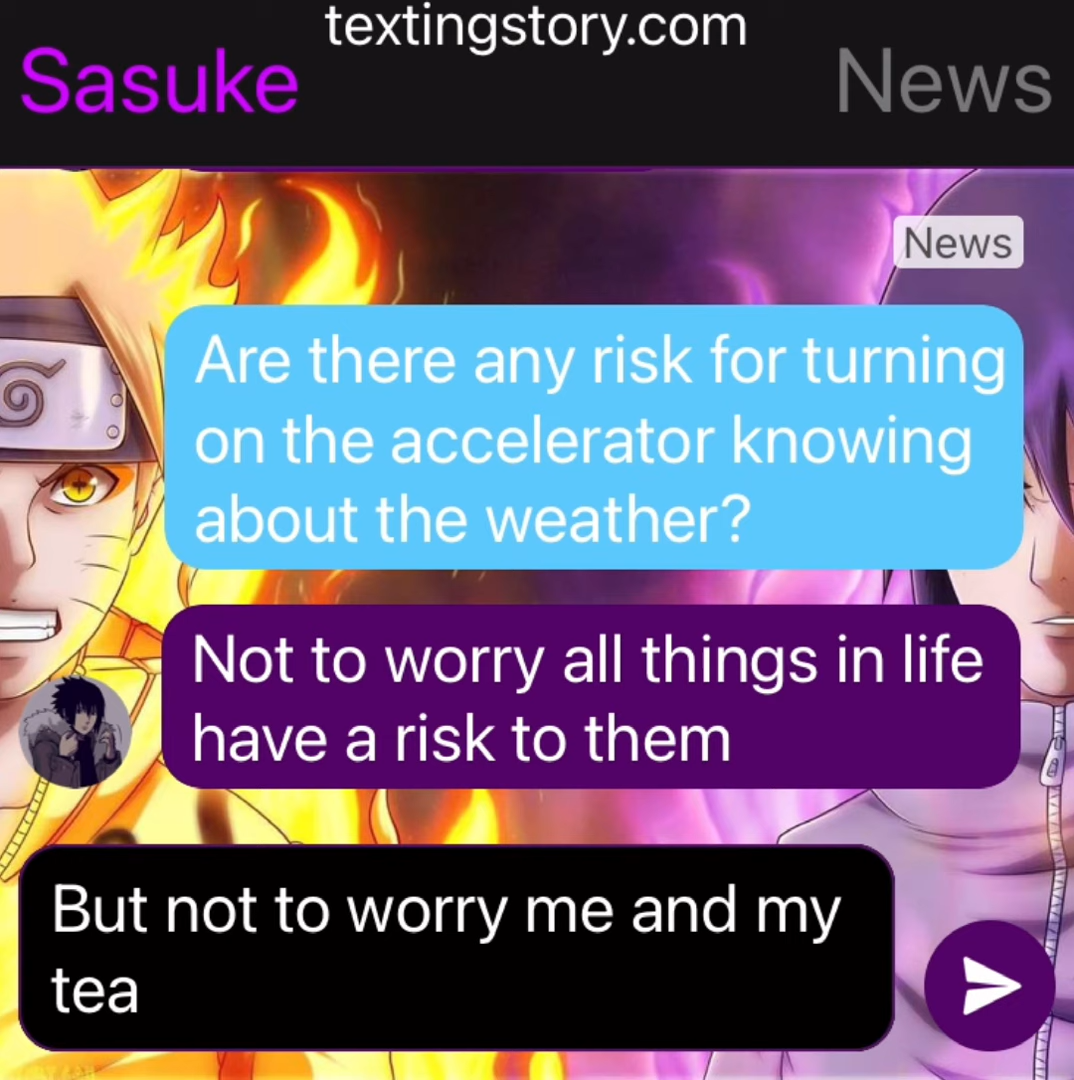 textingstory.com
Sasuke
News
News
Are there any risk for turning
on the accelerator knowing
about the weather?
Not to worry all things in life
have a risk to them
But not to worry me and my
tea